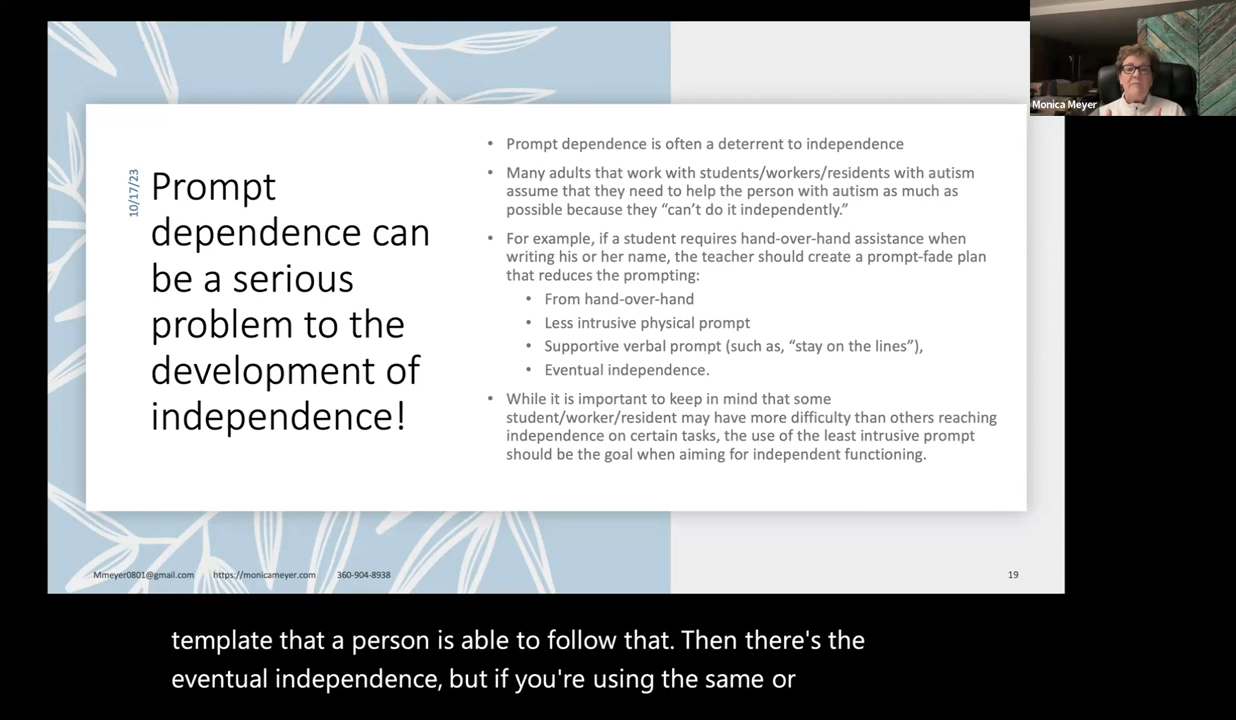 Monica Meyer
10/17/23
Prompt
dependence can
be a serious
problem to the
development of
independence!
• Prompt dependence is often a deterrent to independence
• Many adults that work with students/workers/residents with autism
assume that they need to help the person with autism as much as
possible because they “can’t do it independently.”
• For example, if a student requires hand-over-hand assistance when
writing his or her name, the teacher should create a prompt-fade plan
that reduces the prompting:
• From hand-over-hand
• Less intrusive physical prompt
• Supportive verbal prompt (such as, “stay on the lines”),
• Eventual independence.
• While it is important to keep in mind that some
student/worker/resident may have more difficulty than others reaching
independence on certain tasks, the use of the least intrusive prompt
should be the goal when aiming for independent functioning.
Mmeyer0801@gmail.com https://monicameyer.com 360-904-8938
19
template that a person is able to follow that. Then there's the
eventual independence, but if you're using the same or